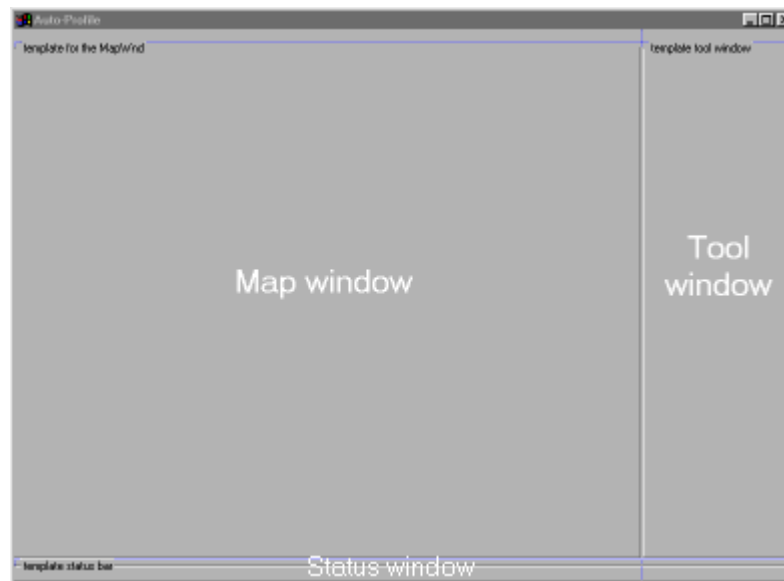 Auto-Profile
template for the MapWnd
template tool window
Map window
Tool
window
template status bar
Status window